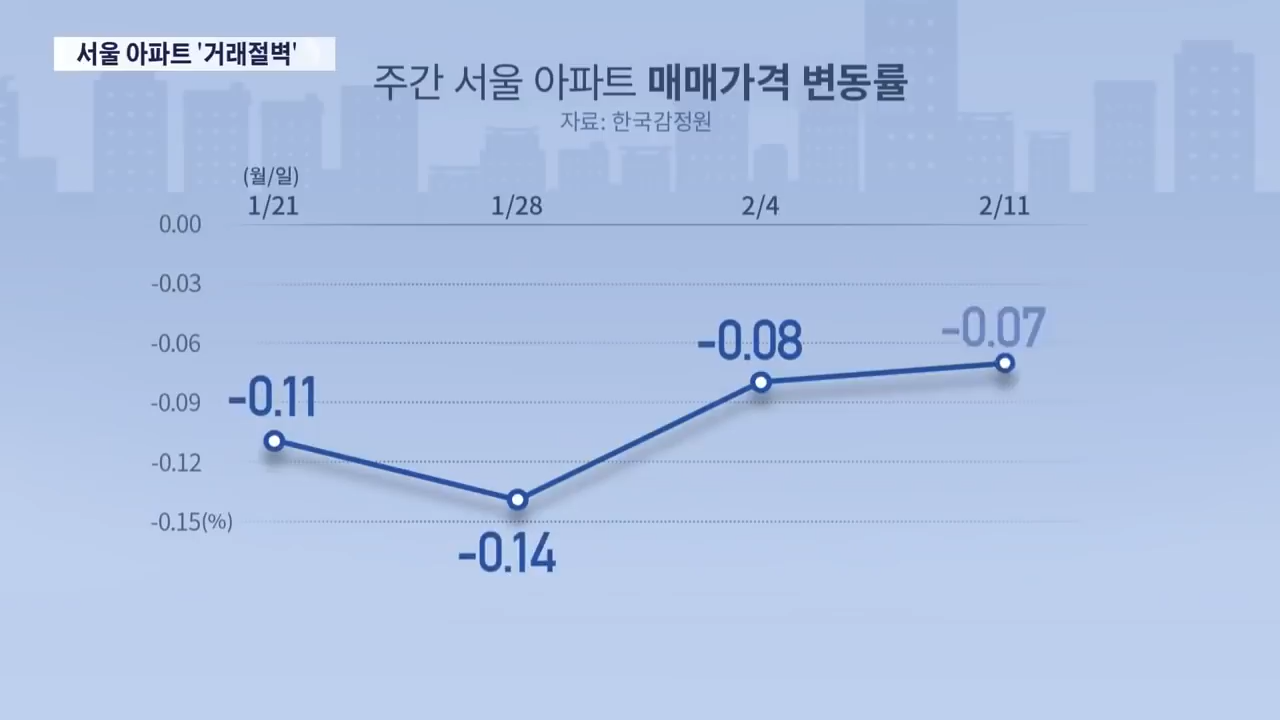 서울 아파트 '거래절벽'
주간 서울 아파트 매매가격 변동률
자료: 한국감정원
(월/일)
1/21 1/28 2/4 2/11
0.00
-0.03
-0.06
-0.09
-0.12
-0.15(%)
-0.11
-0.14
-0.08
-0.07